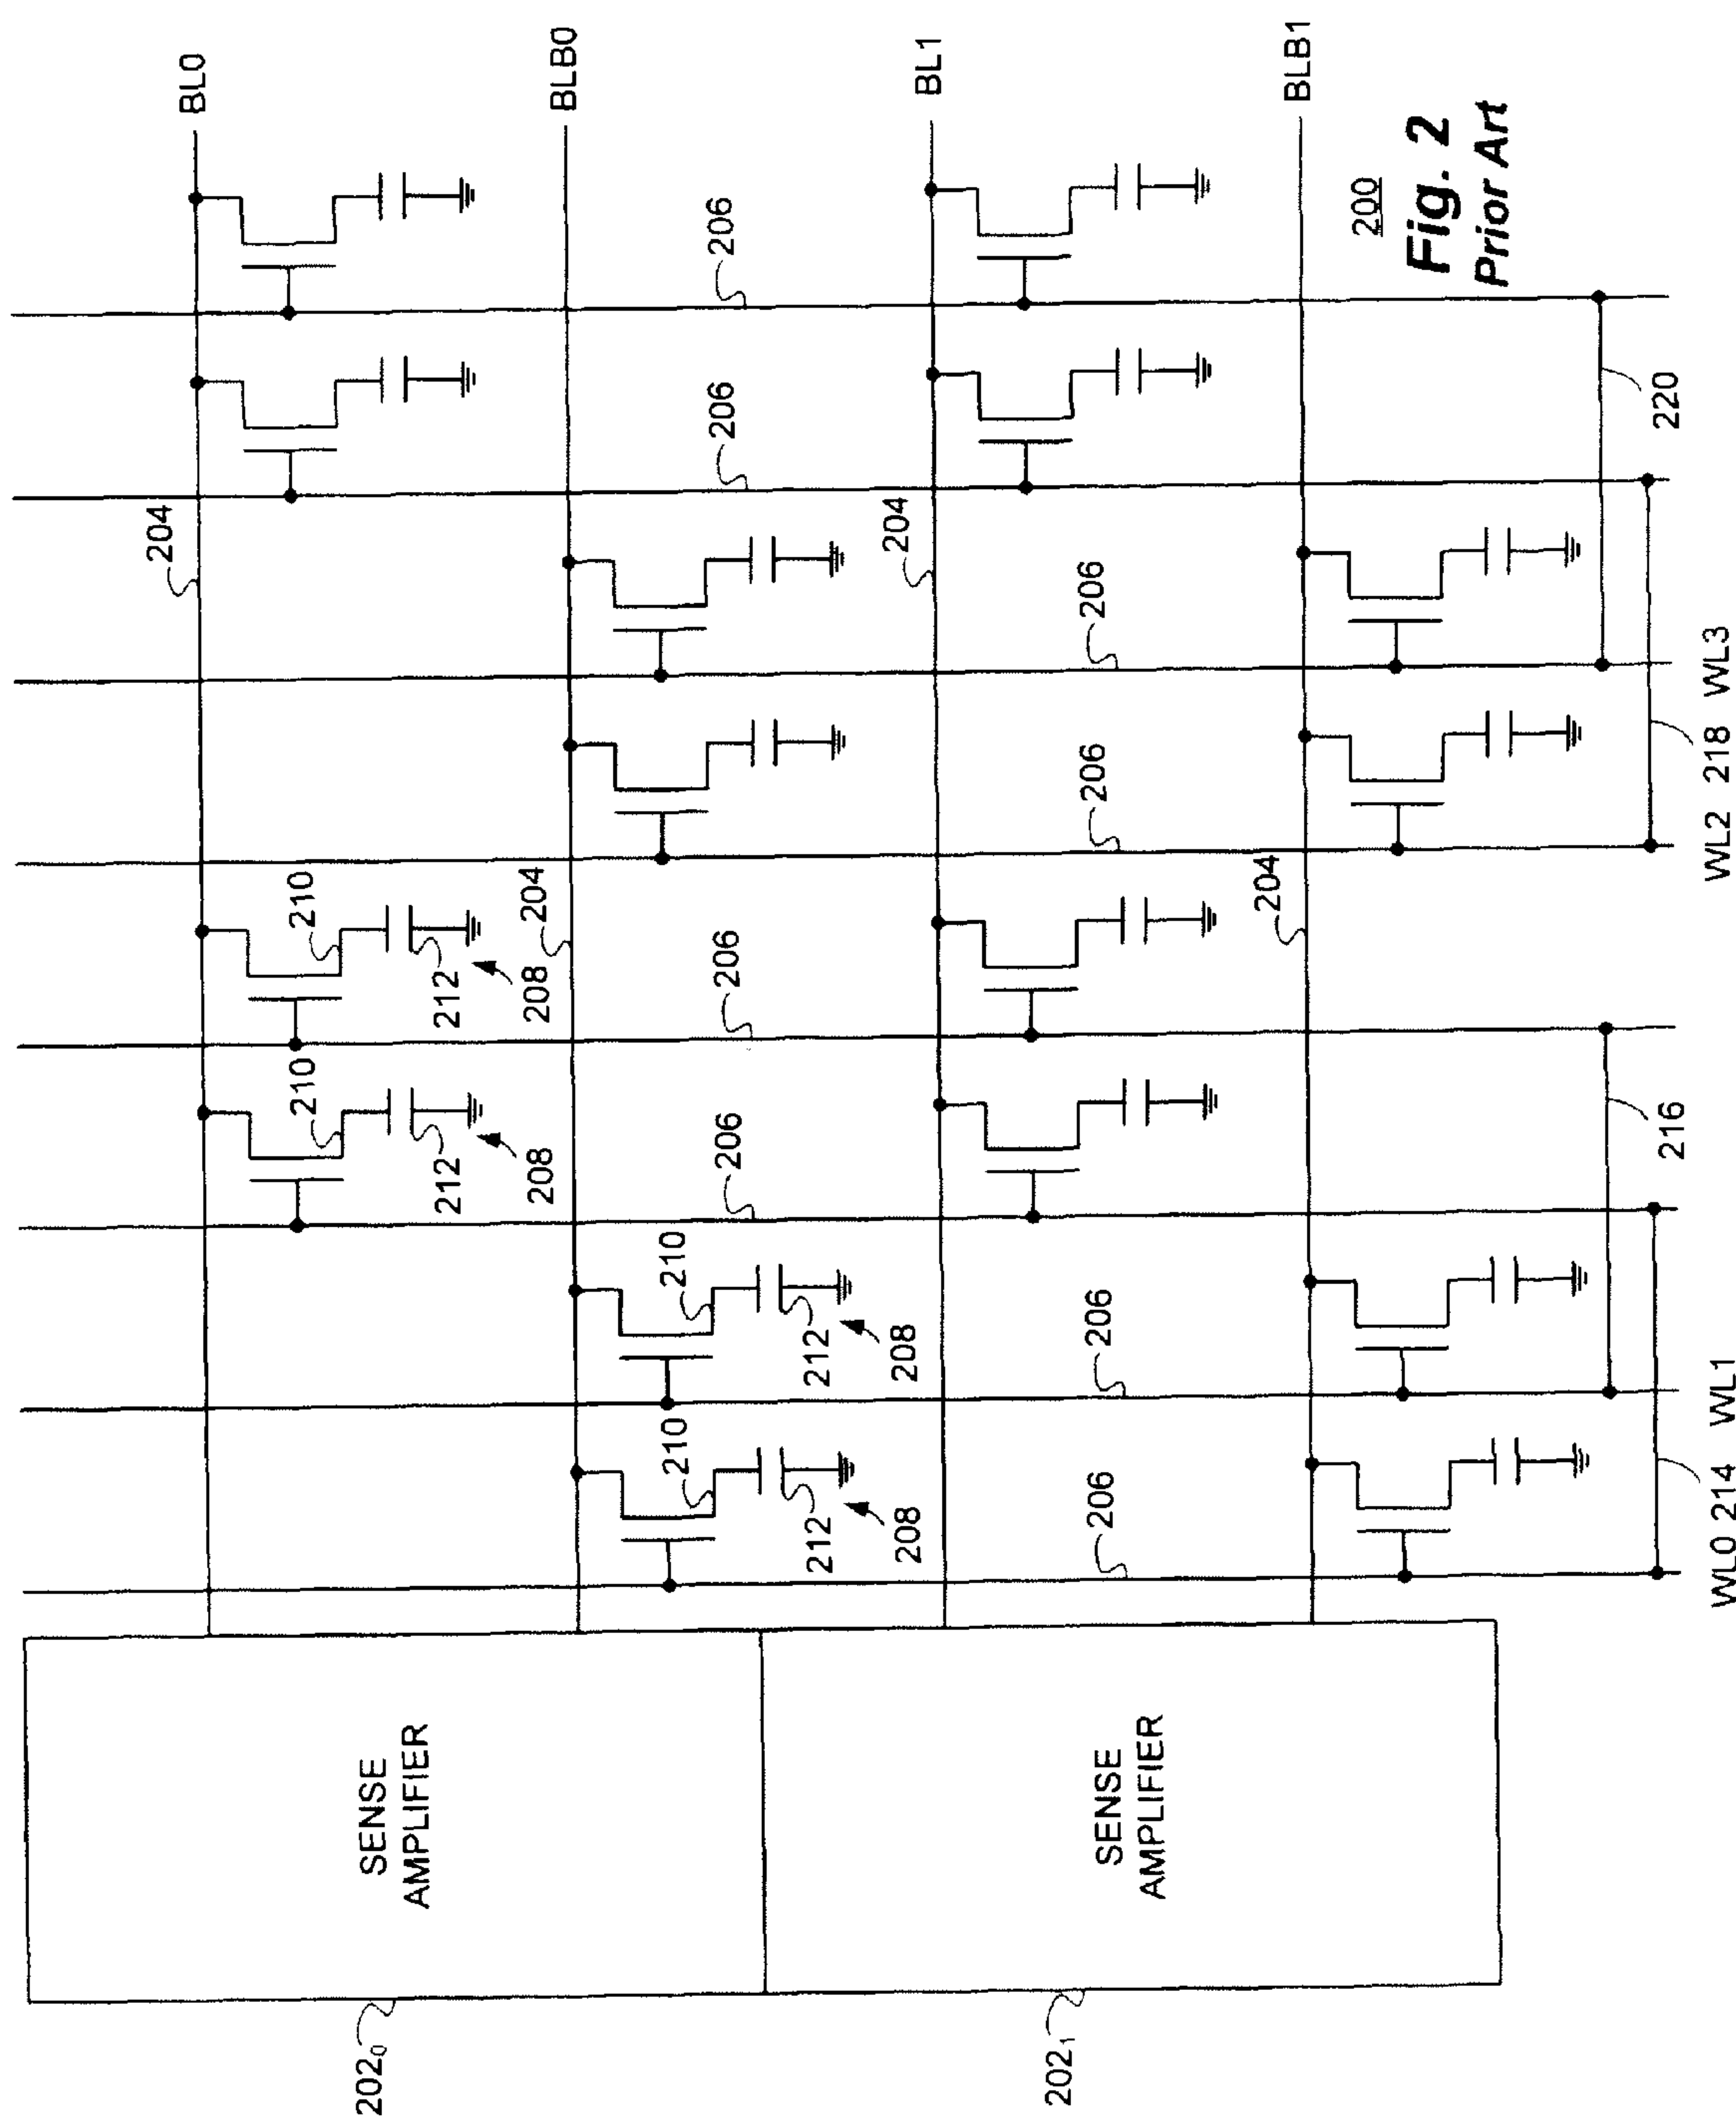 BL0
BLB0
BL1
BLB1
204
204
204
204
206
206
206
206
206
206
206
206
210
212
208
210
212
208
210
212
208
210
212
208
SENSE
AMPLIFIER
SENSE
AMPLIFIER
202₀
202₁
WL0 214 WL1
216
WL2 218 WL3
220
200
Fig. 2
Prior Art